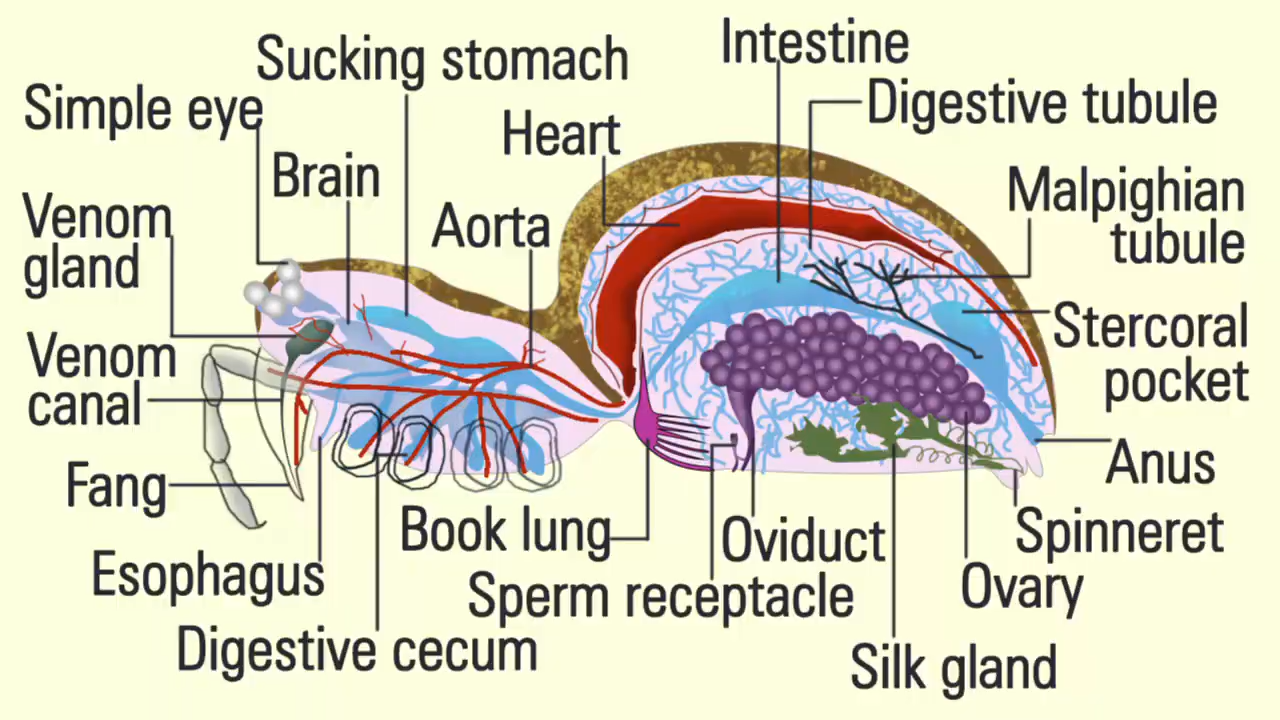 Intestine
Sucking stomach
Simple eye
Digestive tubule
Heart
Brain
Malpighian
tubule
Venom
gland
Aorta
Stercoral
pocket
Venom
canal
Anus
Fang
Book lung
Oviduct
Spinneret
Esophagus
Sperm receptacle
Ovary
Digestive cecum
Silk gland